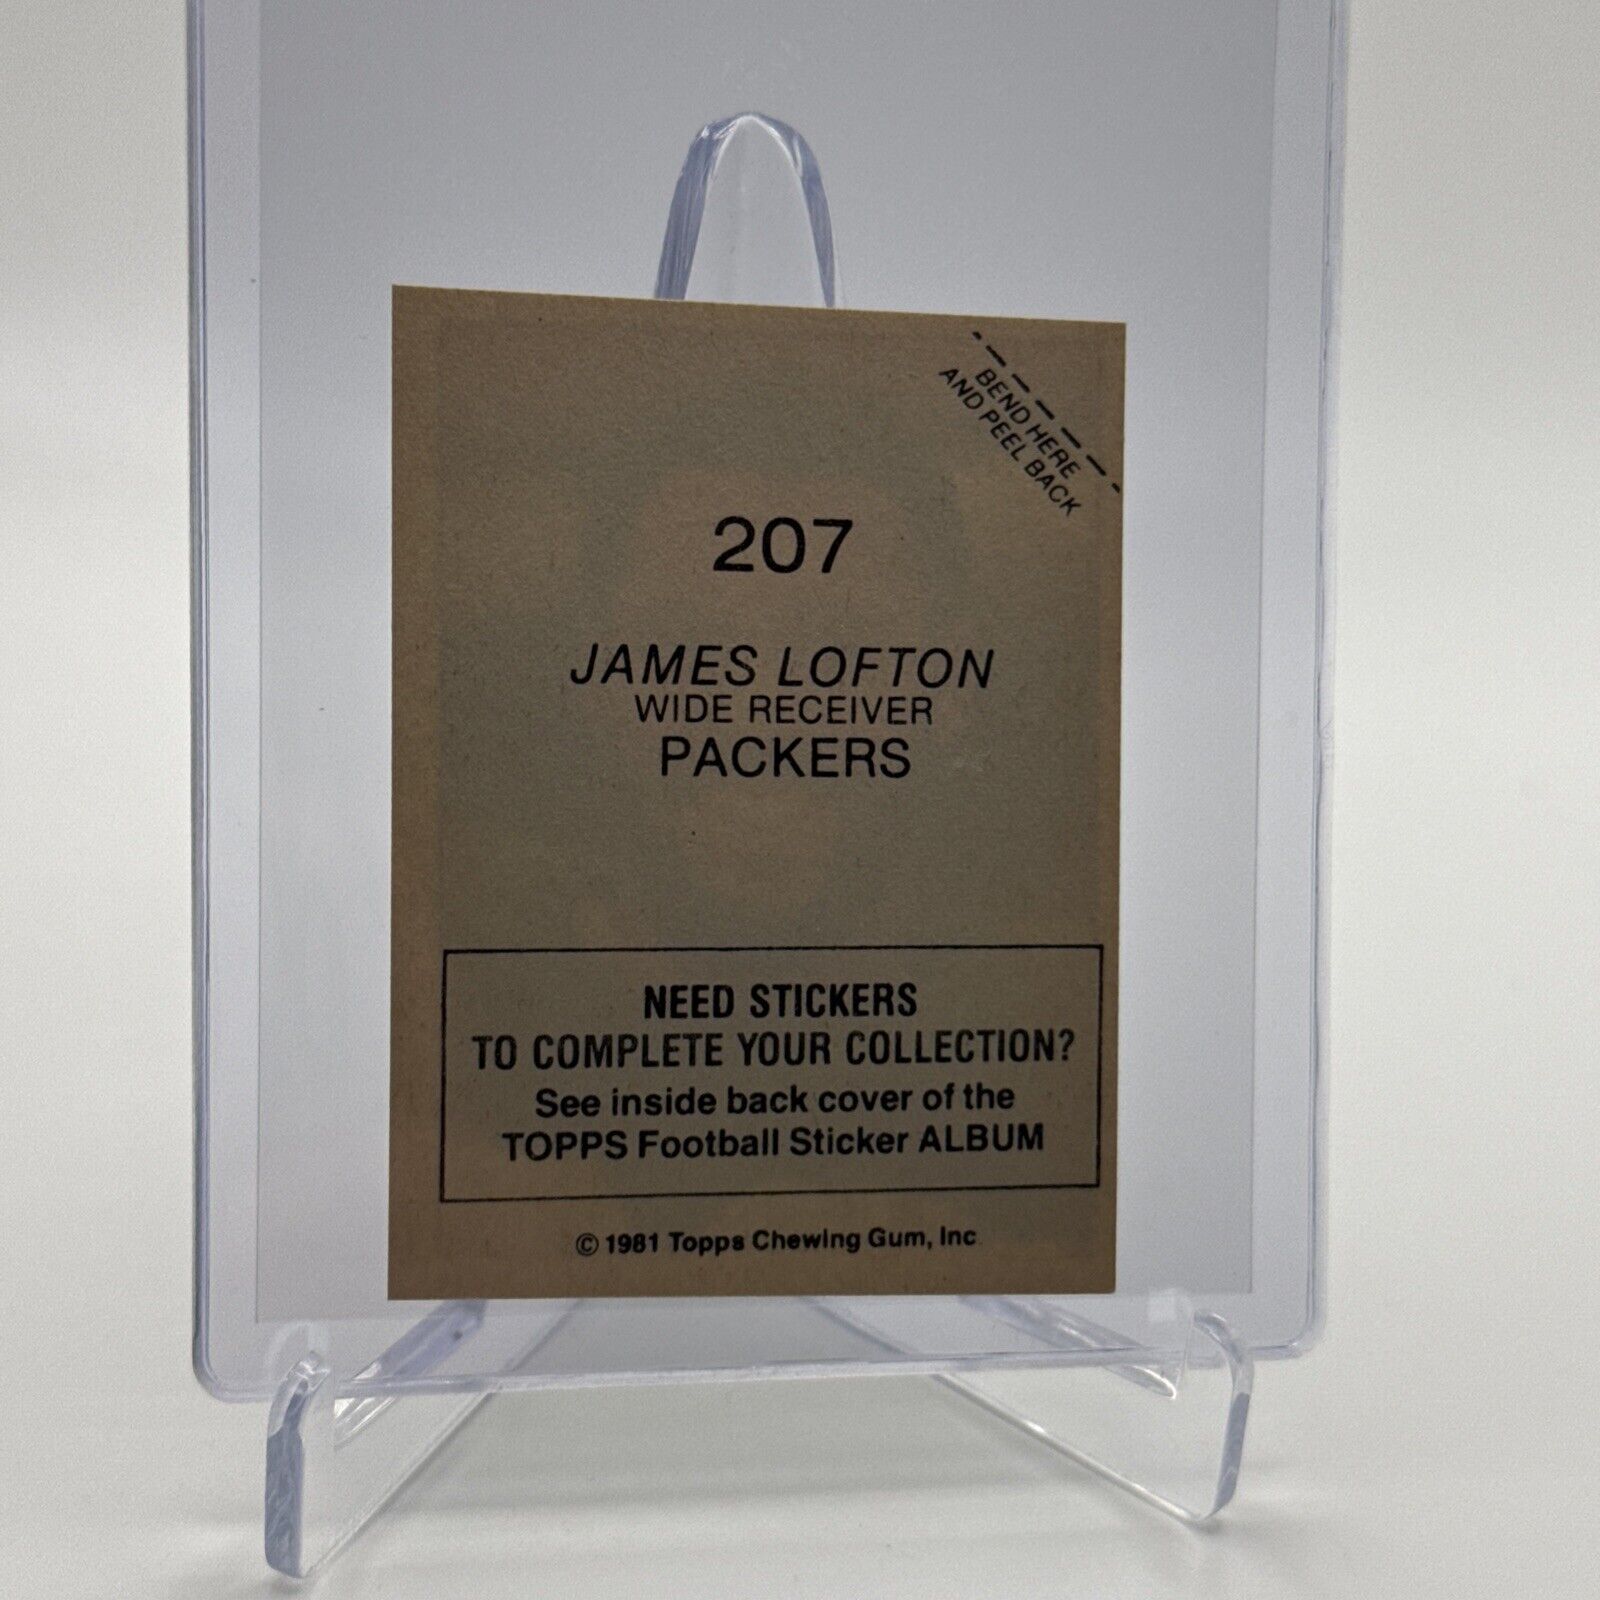 BEND HERE
AND PEEL BACK
207
JAMES LOFTON
WIDE RECEIVER
PACKERS
NEED STICKERS
TO COMPLETE YOUR COLLECTION?
See inside back cover of the
TOPPS Football Sticker ALBUM
© 1981 Topps Chewing Gum, Inc